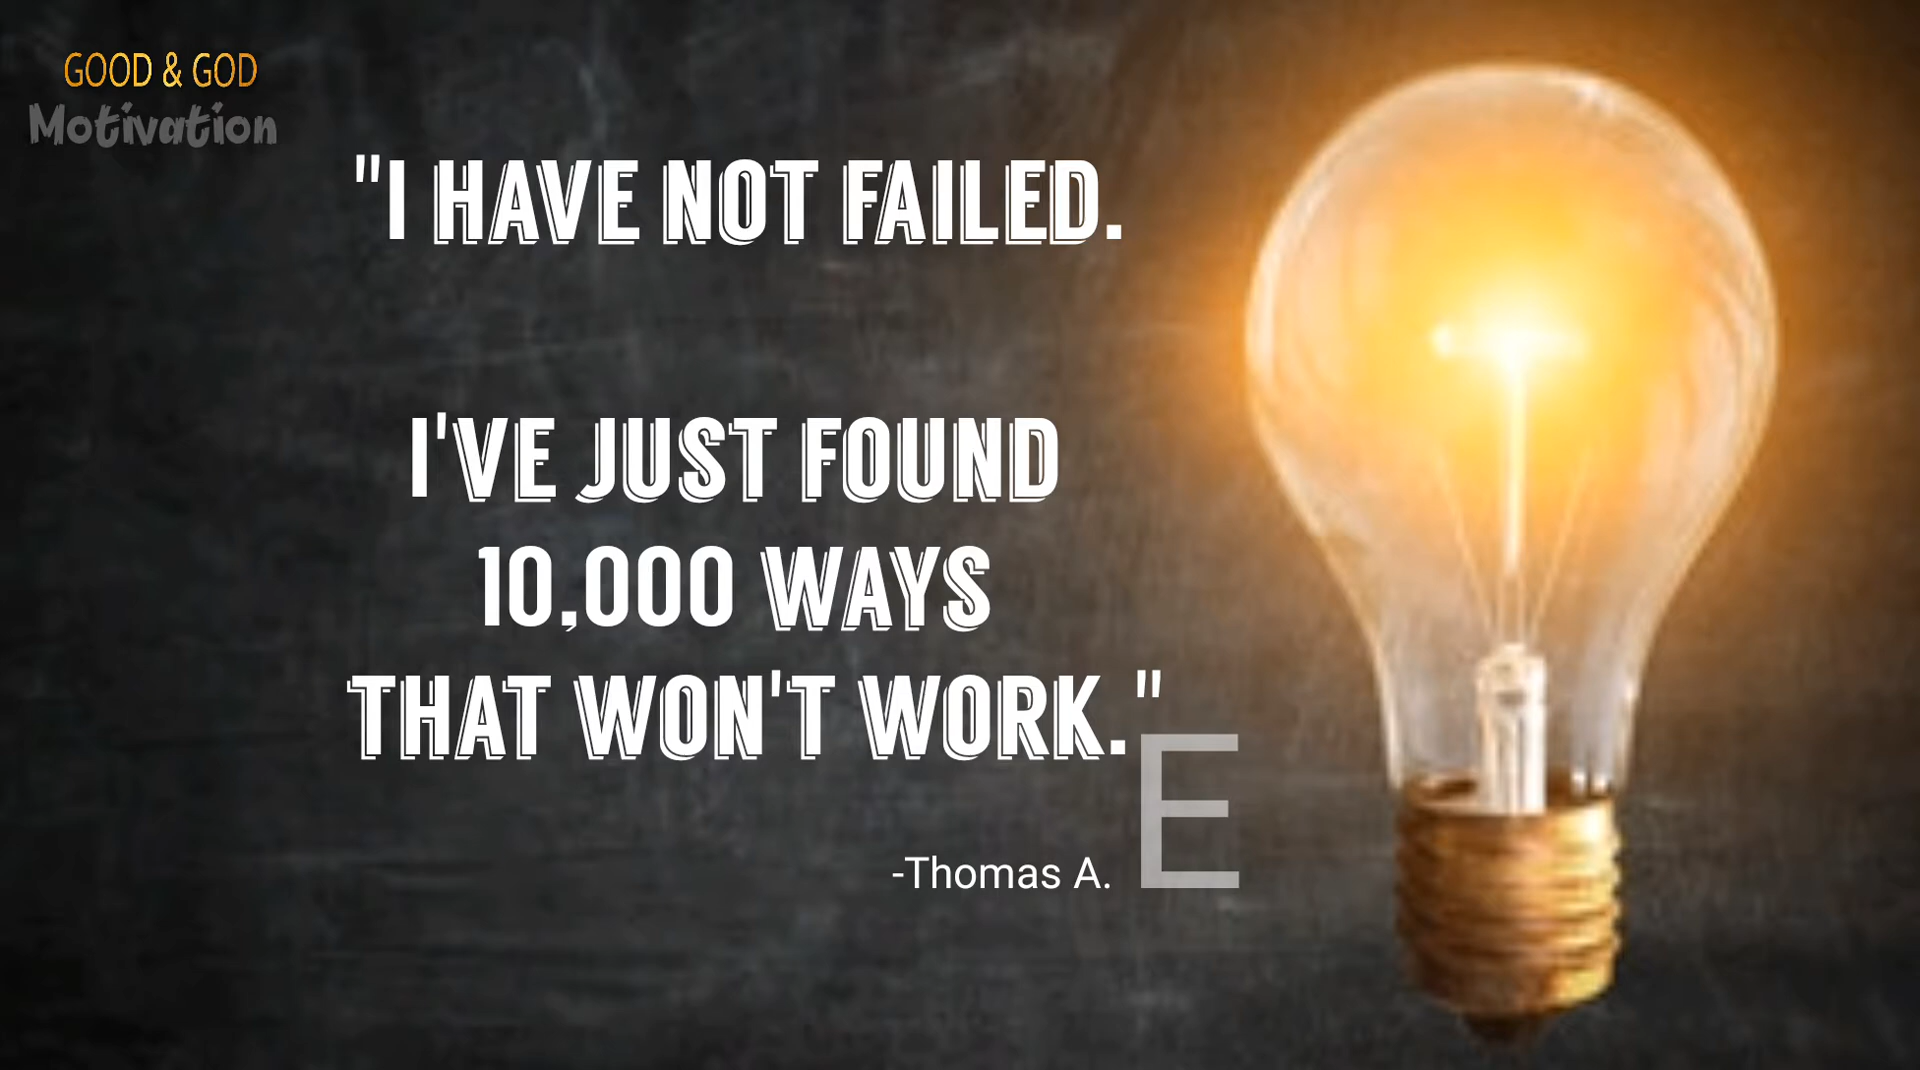 GOOD & GOD
Motivation
"I HAVE NOT FAILED.
I'VE JUST FOUND
10,000 WAYS
THAT WON'T WORK."
-Thomas A. E